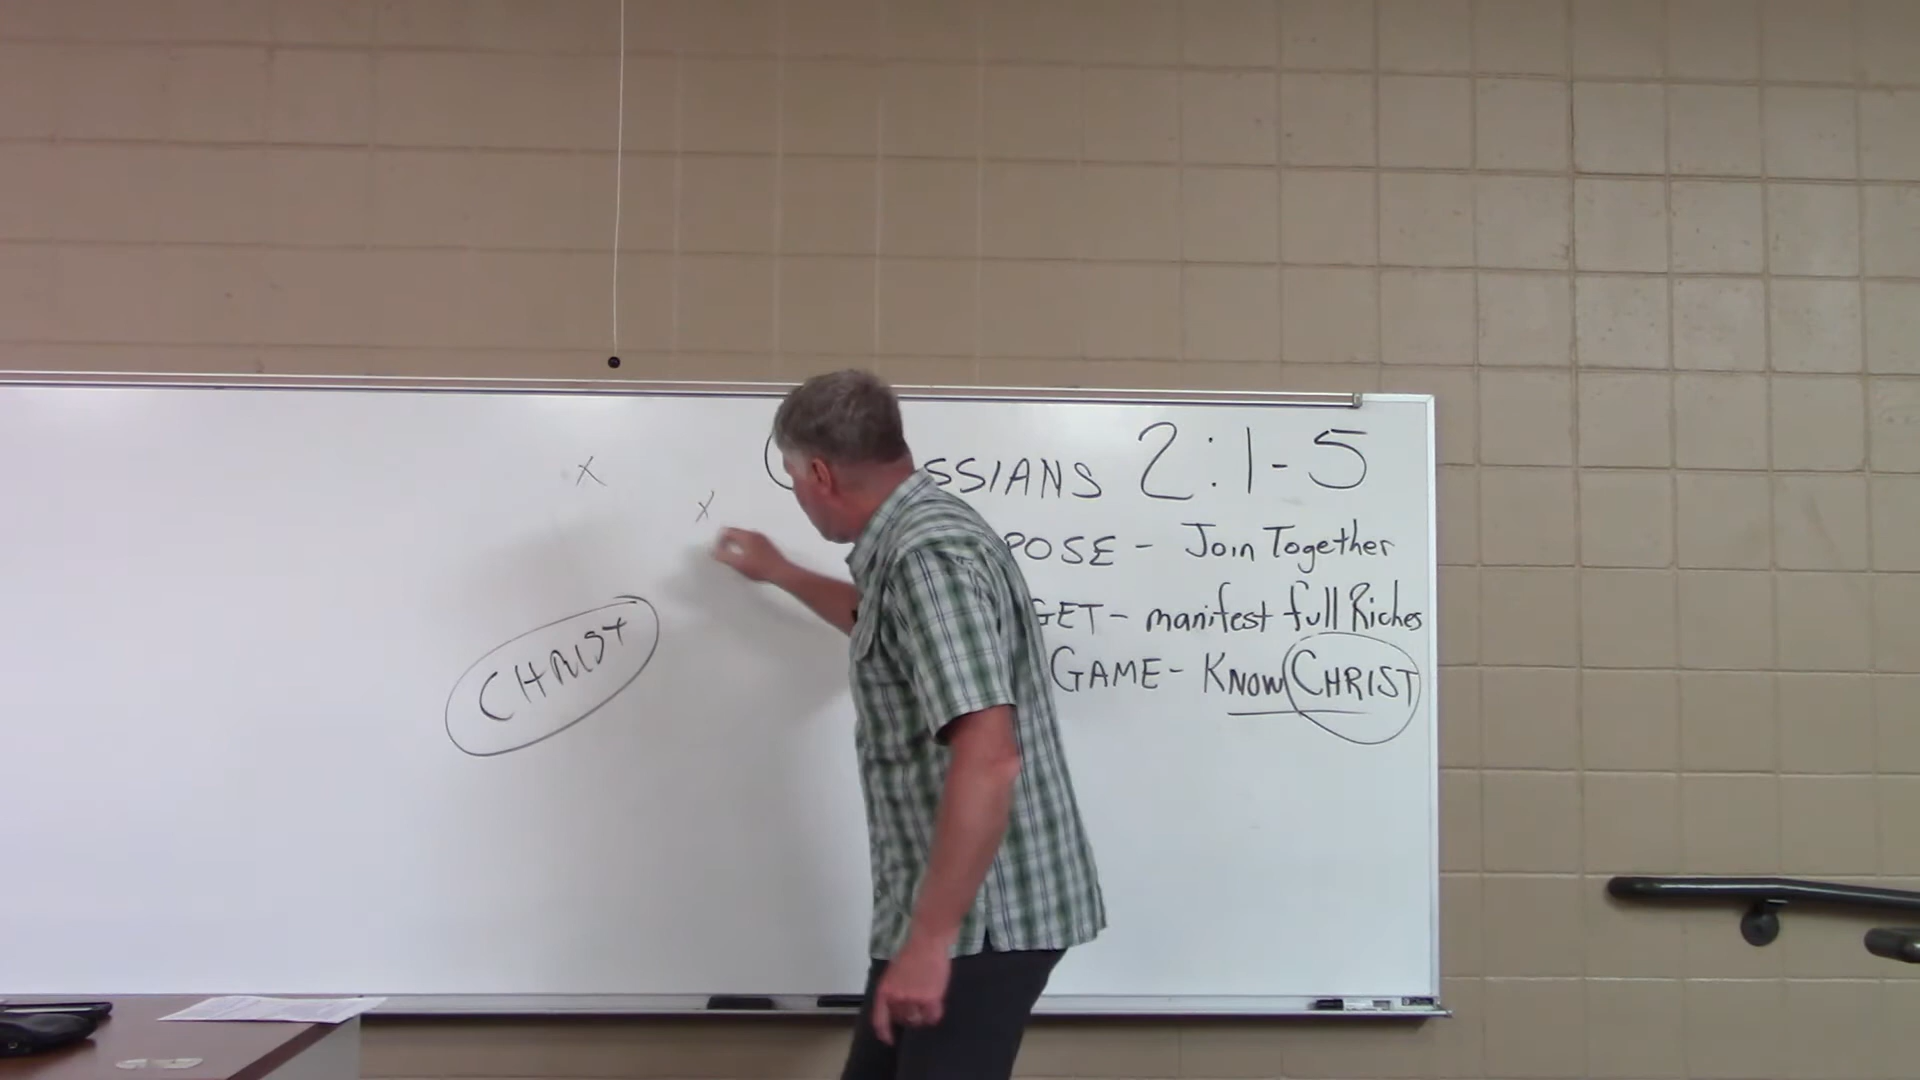 SSIANS 2:1-5
POSE - Join Together
GET - manifest full Riches
GAME - KNOW CHRIST
x
x
CHRIST